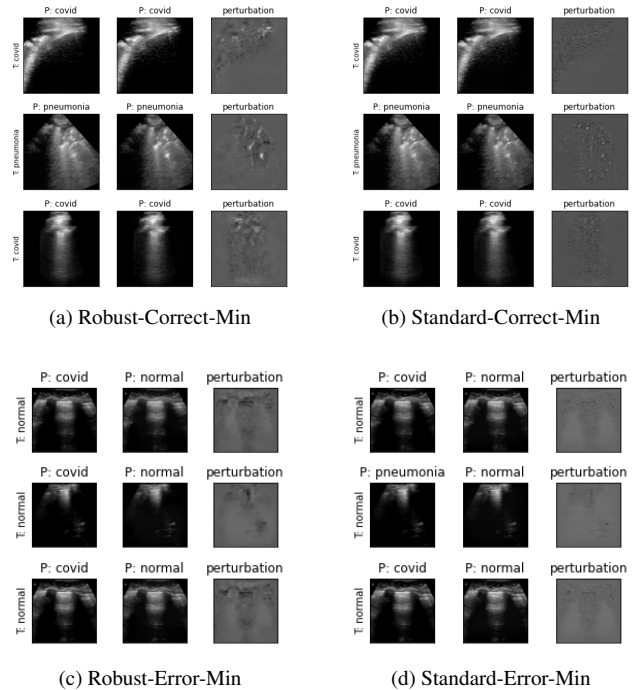 P: covid P: covid perturbation
T: covid
P: pneumonia P: pneumonia perturbation
T: pneumonia
P: covid P: covid perturbation
T: covid
(a) Robust-Correct-Min
P: covid P: covid perturbation
T: covid
P: pneumonia P: pneumonia perturbation
T: pneumonia
P: covid P: covid perturbation
T: covid
(b) Standard-Correct-Min
P: covid P: normal perturbation
T: normal
P: covid P: normal perturbation
T: normal
P: covid P: normal perturbation
T: normal
(c) Robust-Error-Min
P: covid P: normal perturbation
T: normal
P: pneumonia P: normal perturbation
T: normal
P: covid P: normal perturbation
T: normal
(d) Standard-Error-Min